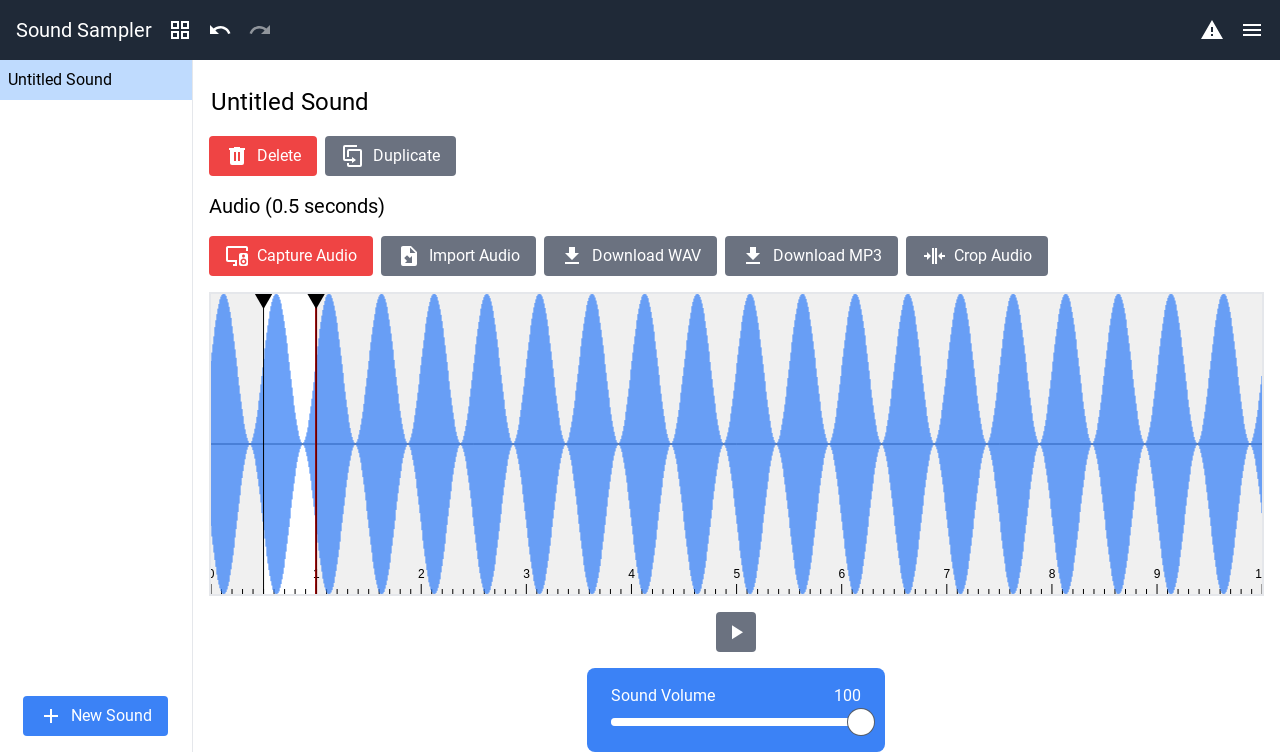 Sound Sampler
Untitled Sound
Untitled Sound
Delete Duplicate
Audio (0.5 seconds)
Capture Audio Import Audio Download WAV Download MP3 Crop Audio
0 1 2 3 4 5 6 7 8 9 1
Sound Volume 100
New Sound